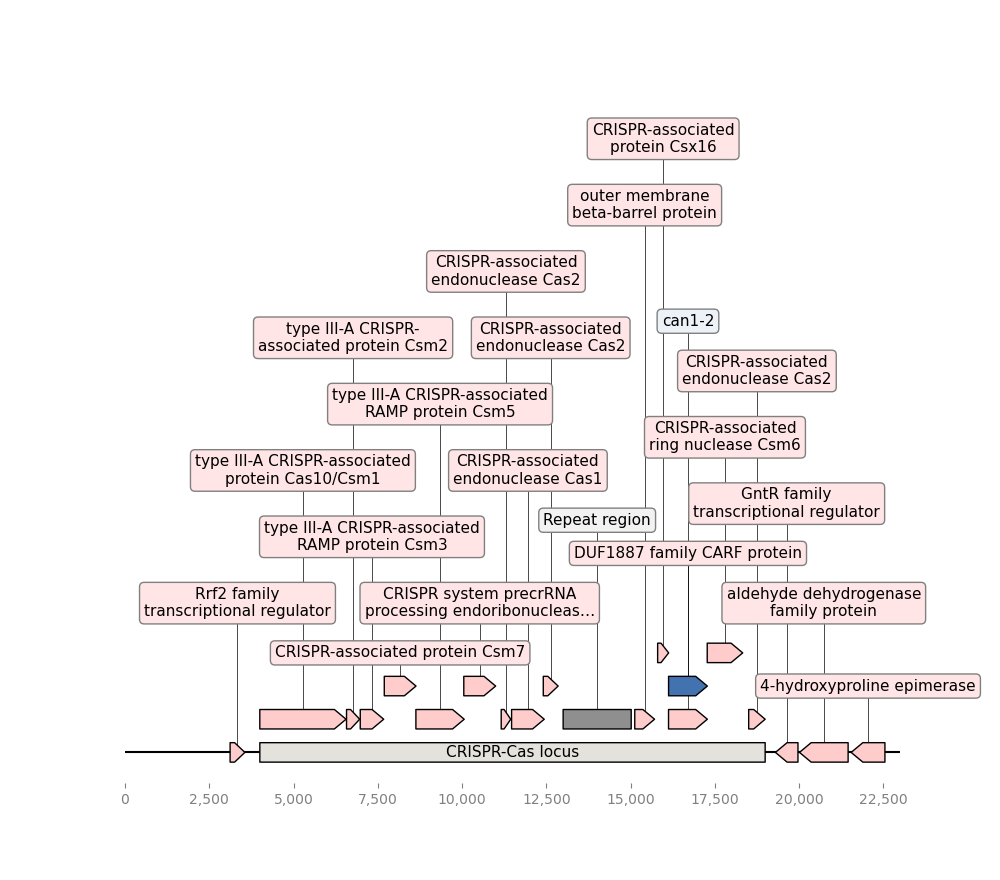 CRISPR-associated
protein Csx16
outer membrane
beta-barrel protein
CRISPR-associated
endonuclease Cas2
can1-2
type III-A CRISPR-
associated protein Csm2
CRISPR-associated
endonuclease Cas2
CRISPR-associated
endonuclease Cas2
type III-A CRISPR-associated
RAMP protein Csm5
CRISPR-associated
ring nuclease Csm6
type III-A CRISPR-associated
protein Cas10/Csm1
CRISPR-associated
endonuclease Cas1
GntR family
transcriptional regulator
Repeat region
type III-A CRISPR-associated
RAMP protein Csm3
DUF1887 family CARF protein
Rrf2 family
transcriptional regulator
CRISPR system precrRNA
processing endoribonucleas...
aldehyde dehydrogenase
family protein
CRISPR-associated protein Csm7
4-hydroxyproline epimerase
CRISPR-Cas locus
0 2,500 5,000 7,500 10,000 12,500 15,000 17,500 20,000 22,500